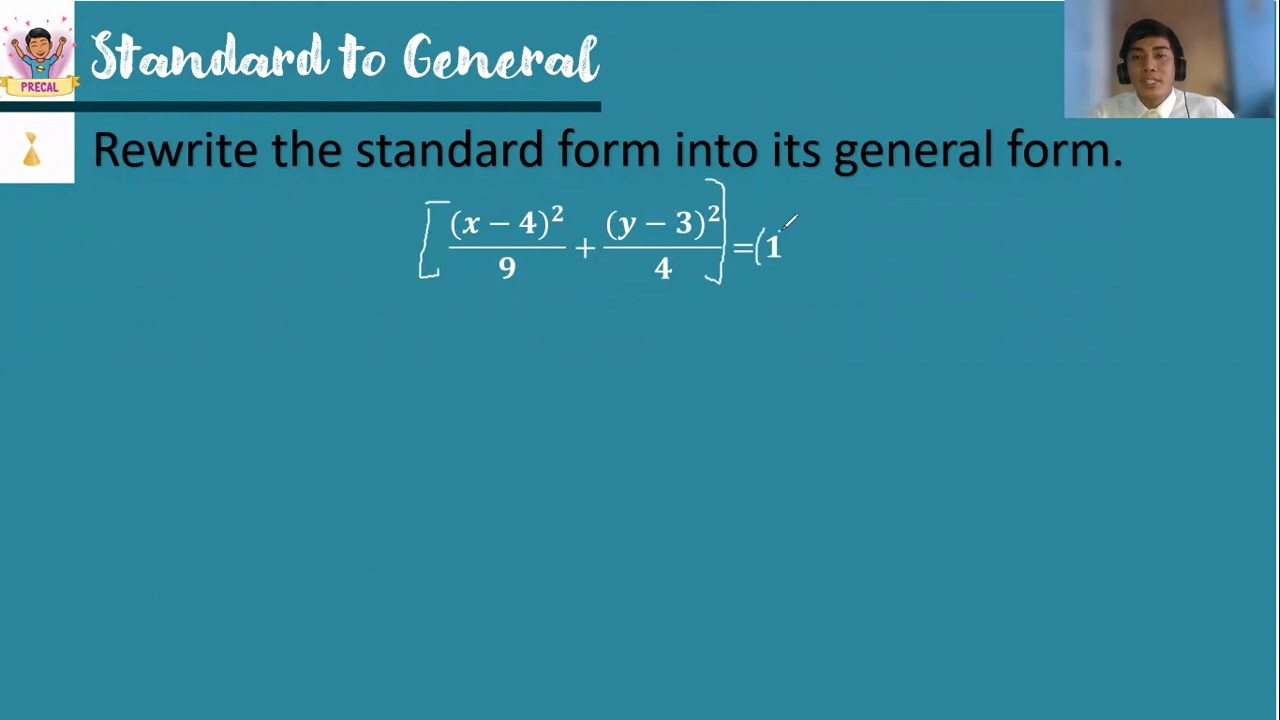 Standard to General
PRECAL
Rewrite the standard form into its general form.
[(x − 4)²/9 + (y − 3)²/4] = (1